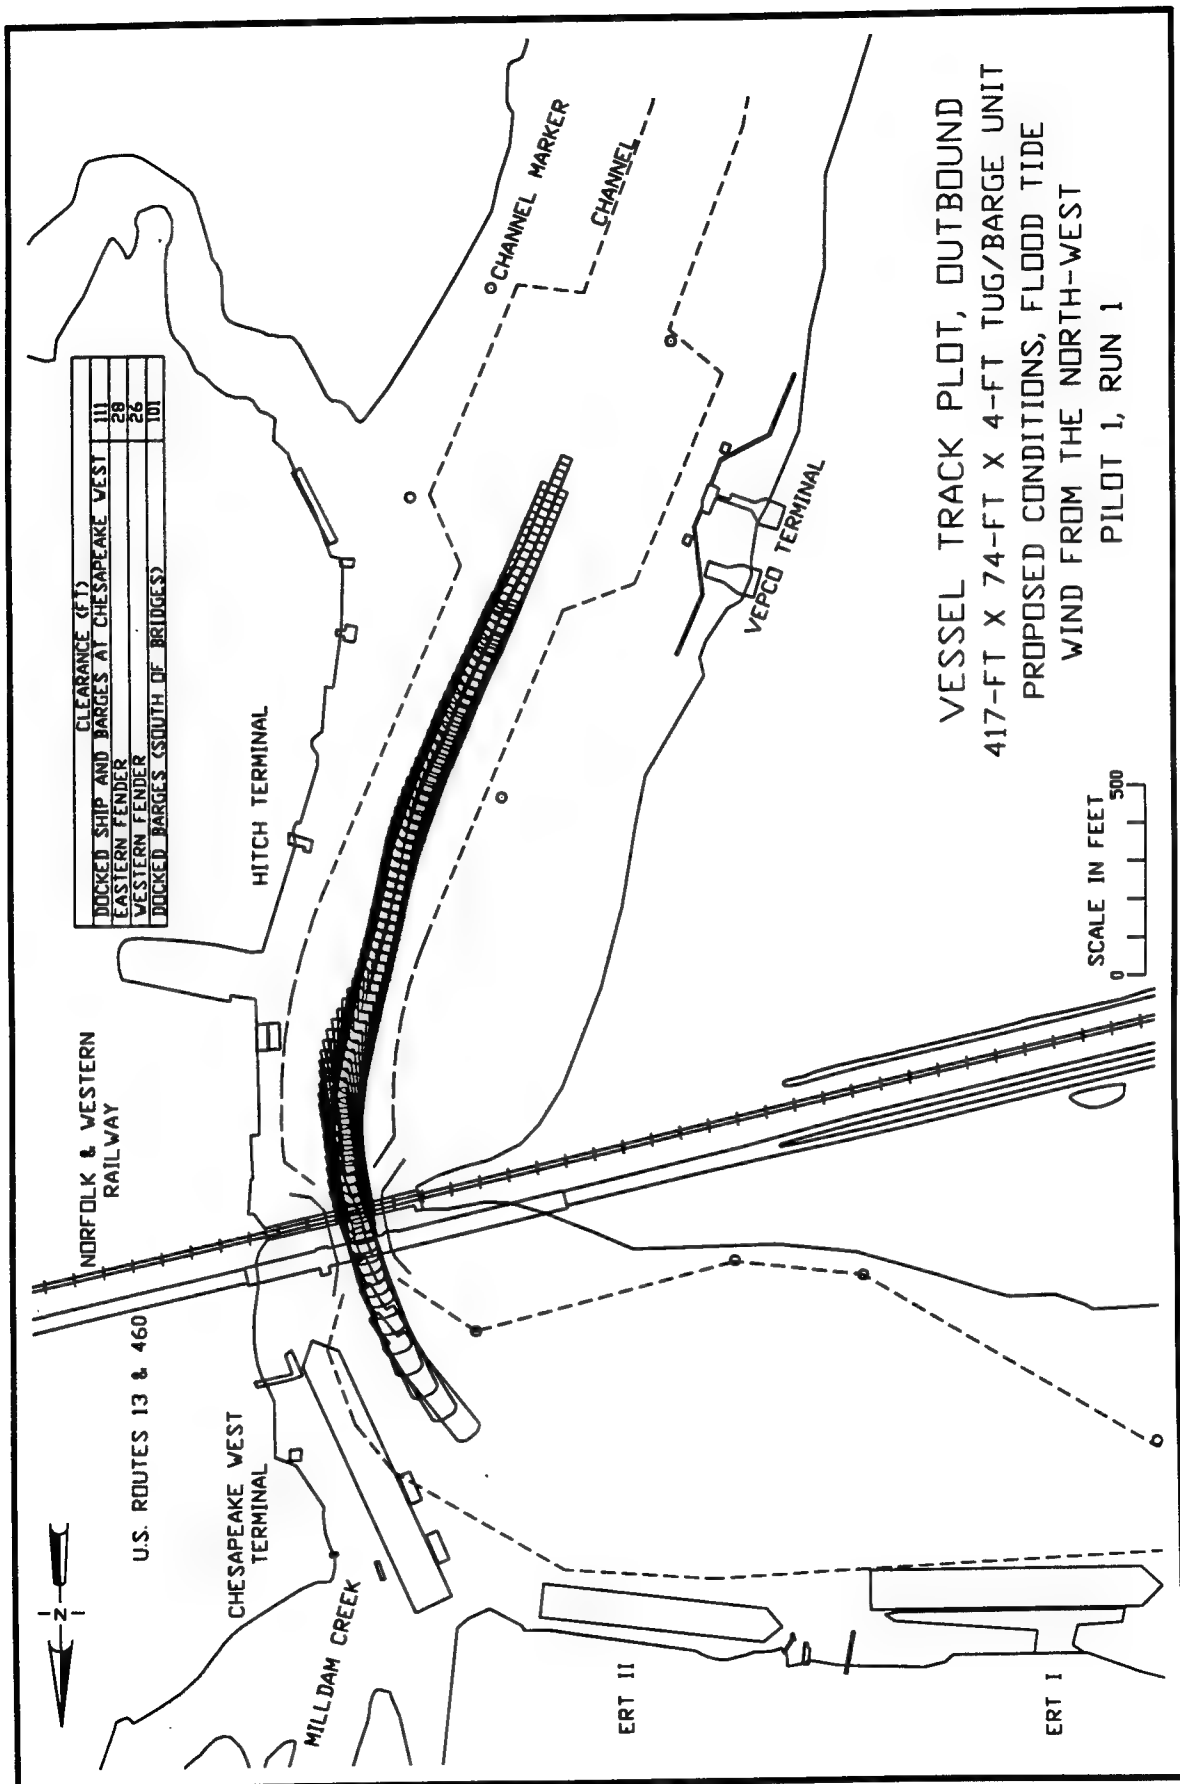 CLEARANCE (FT)
DOCKED SHIP AND BARGES AT CHESAPEAKE WEST 111
EASTERN FENDER 28
WESTERN FENDER 26
DOCKED BARGES (SOUTH OF BRIDGES) 101
N
U.S. ROUTES 13 & 460
NORFOLK & WESTERN
RAILWAY
CHESAPEAKE WEST
TERMINAL
HITCH TERMINAL
MILLDAM CREEK
CHANNEL MARKER
CHANNEL
ERT II
VEPCO TERMINAL
ERT I
SCALE IN FEET
0 500
VESSEL TRACK PLOT, OUTBOUND
417-FT X 74-FT X 4-FT TUG/BARGE UNIT
PROPOSED CONDITIONS, FLOOD TIDE
WIND FROM THE NORTH-WEST
PILOT 1, RUN 1